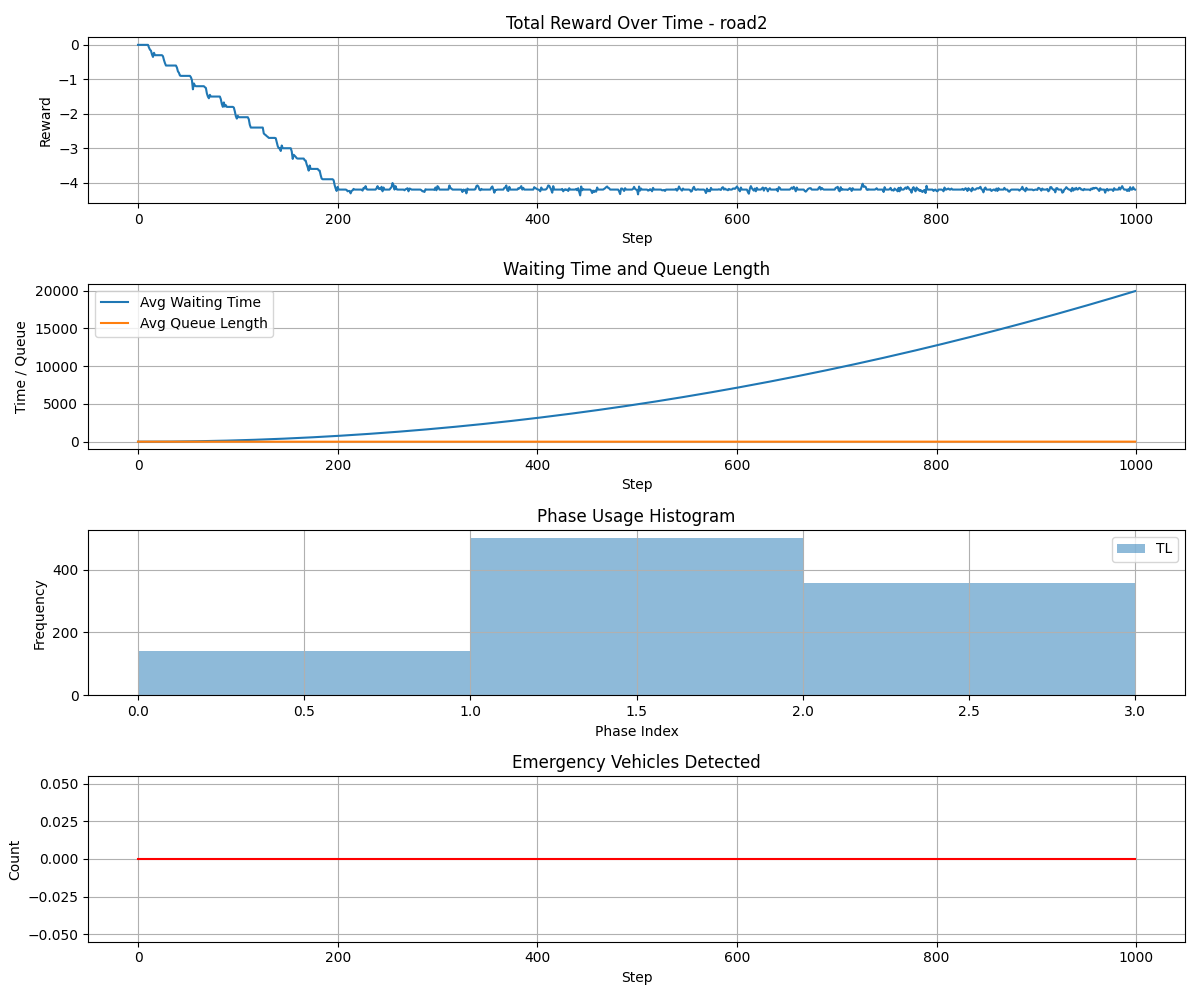 Total Reward Over Time - road2
0
−1
−2
−3
−4
Reward
0 200 400 600 800 1000
Step
Waiting Time and Queue Length
Avg Waiting Time
Avg Queue Length
20000
15000
10000
5000
0
Time / Queue
0 200 400 600 800 1000
Step
Phase Usage Histogram
TL
400
200
0
Frequency
0.0 0.5 1.0 1.5 2.0 2.5 3.0
Phase Index
Emergency Vehicles Detected
0.050
0.025
0.000
−0.025
−0.050
Count
0 200 400 600 800 1000
Step